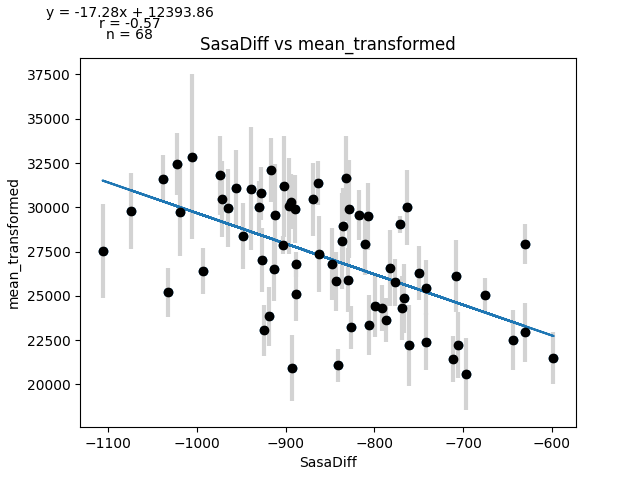 y = -17.28x + 12393.86
r = -0.57
n = 68
SasaDiff vs mean_transformed
37500
35000
32500
30000
27500
25000
22500
20000
mean_transformed
−1100 −1000 −900 −800 −700 −600
SasaDiff